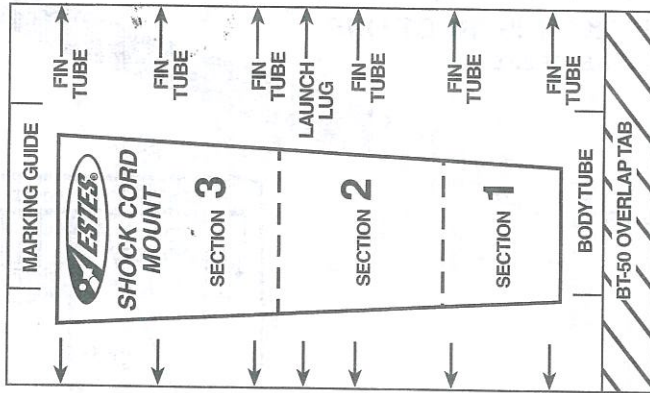 MARKING GUIDE
FIN
TUBE
FIN
TUBE
FIN
TUBE
LAUNCH
LUG
FIN
TUBE
FIN
TUBE
FIN
TUBE
ESTES®
SHOCK CORD
MOUNT
SECTION 3
SECTION 2
SECTION 1
BODY TUBE
BT-50 OVERLAP TAB